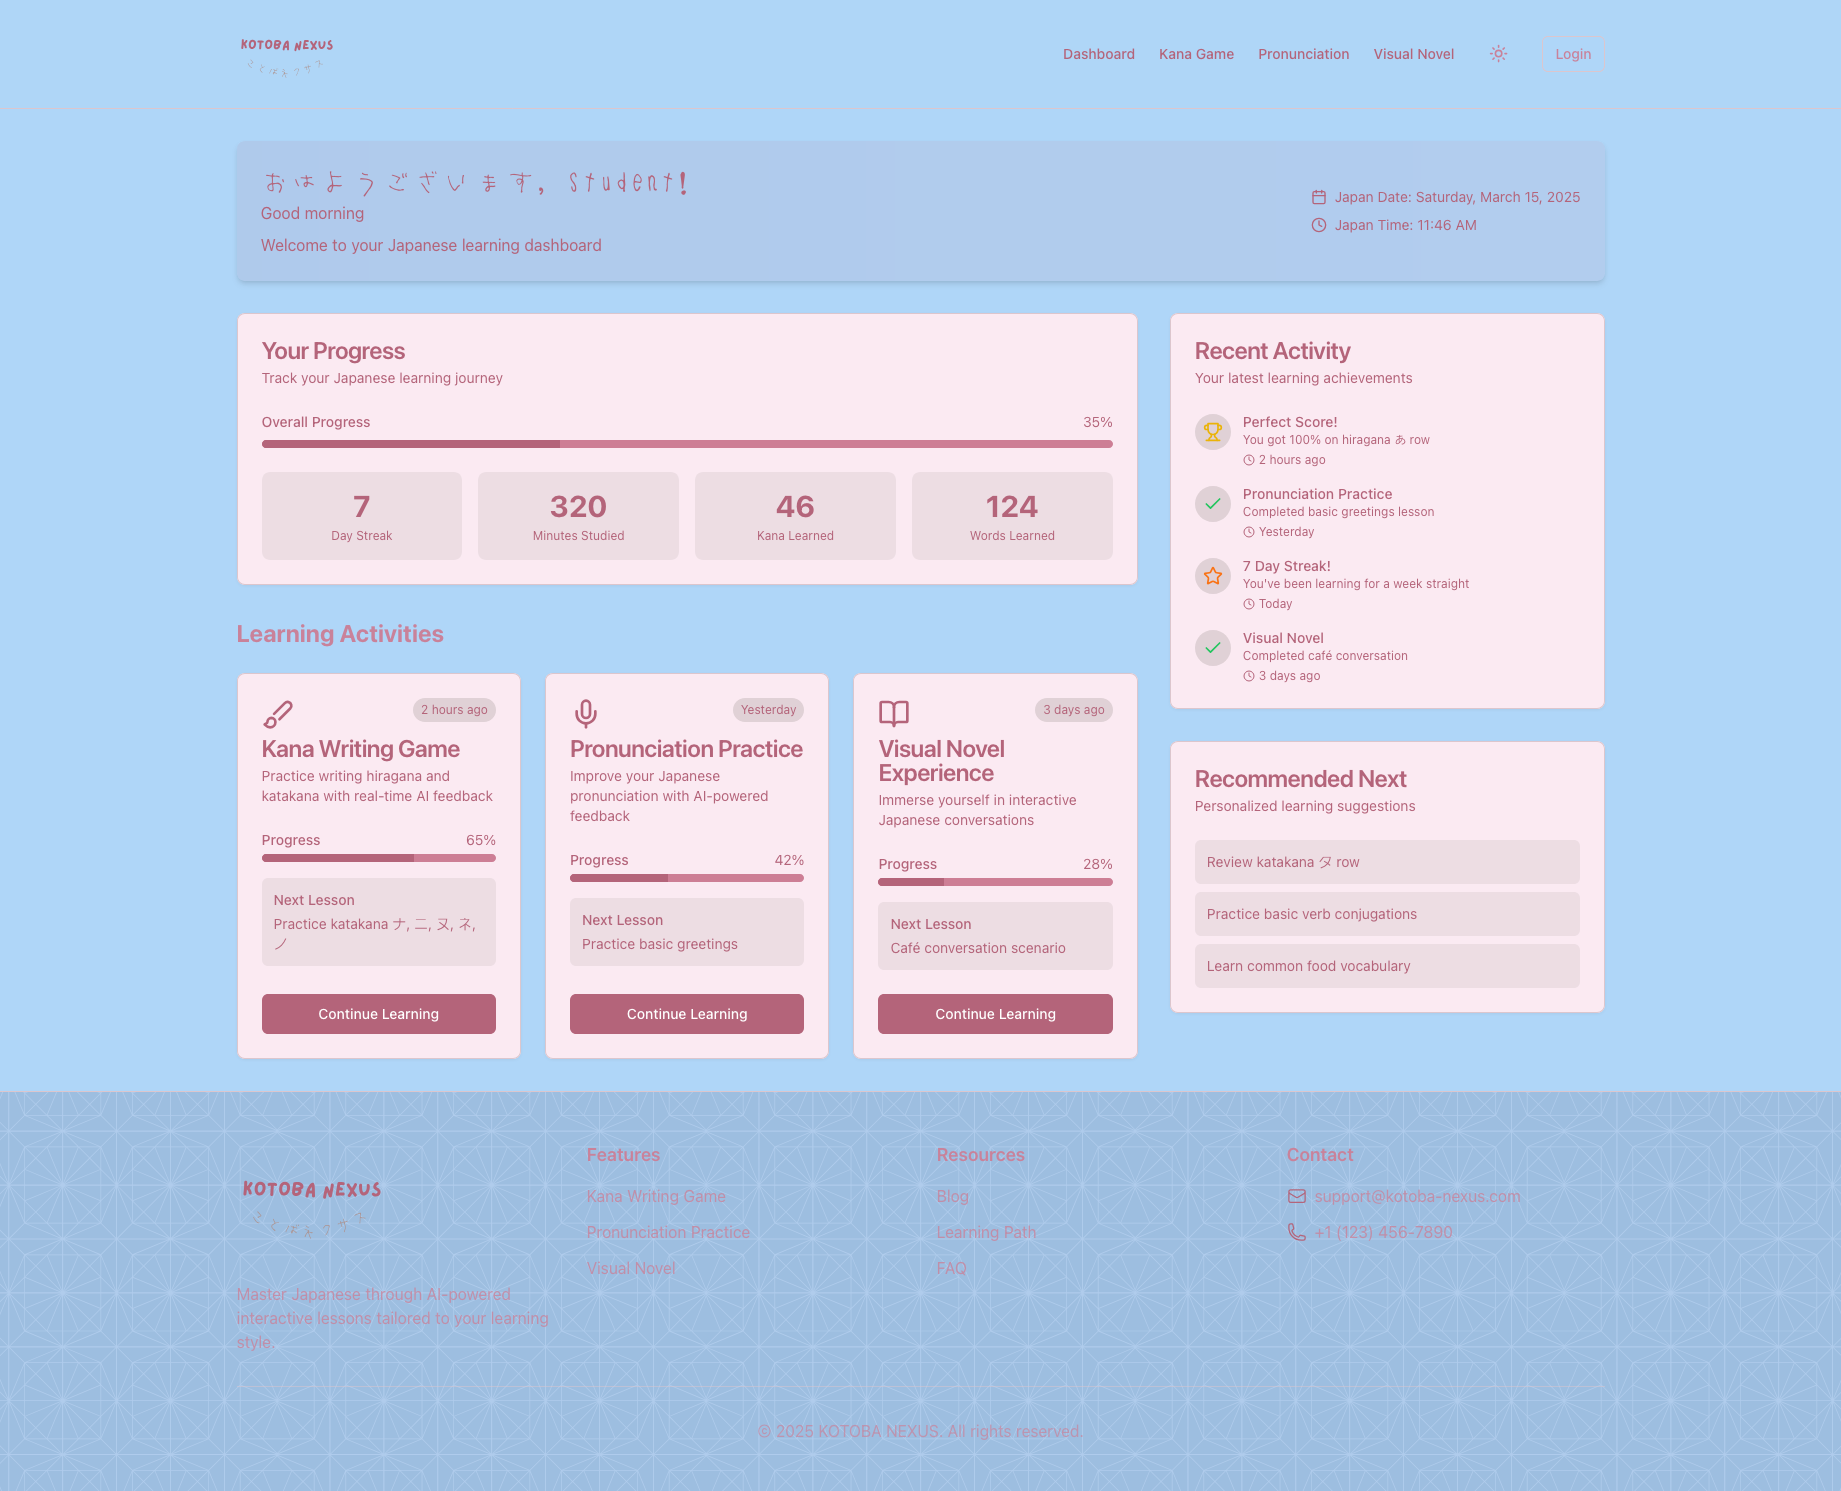 KOTOBA NEXUS
ことばネクサス
Dashboard
Kana Game
Pronunciation
Visual Novel
Login
おはようございます, Student!
Good morning
Welcome to your Japanese learning dashboard
Japan Date: Saturday, March 15, 2025
Japan Time: 11:46 AM
Your Progress
Track your Japanese learning journey
Overall Progress
35%
7
Day Streak
320
Minutes Studied
46
Kana Learned
124
Words Learned
Learning Activities
2 hours ago
Kana Writing Game
Practice writing hiragana and
katakana with real-time AI feedback
Progress
65%
Next Lesson
Practice katakana ナ, ニ, ヌ, ネ,
ノ
Continue Learning
Yesterday
Pronunciation Practice
Improve your Japanese
pronunciation with AI-powered
feedback
Progress
42%
Next Lesson
Practice basic greetings
Continue Learning
3 days ago
Visual Novel
Experience
Immerse yourself in interactive
Japanese conversations
Progress
28%
Next Lesson
Café conversation scenario
Continue Learning
Recent Activity
Your latest learning achievements
Perfect Score!
You got 100% on hiragana あ row
2 hours ago
Pronunciation Practice
Completed basic greetings lesson
Yesterday
7 Day Streak!
You've been learning for a week straight
Today
Visual Novel
Completed café conversation
3 days ago
Recommended Next
Personalized learning suggestions
Review katakana タ row
Practice basic verb conjugations
Learn common food vocabulary
KOTOBA NEXUS
ことばネクサス
Master Japanese through AI-powered
interactive lessons tailored to your learning
style.
Features
Kana Writing Game
Pronunciation Practice
Visual Novel
Resources
Blog
Learning Path
FAQ
Contact
support@kotoba-nexus.com
+1 (123) 456-7890
© 2025 KOTOBA NEXUS. All rights reserved.